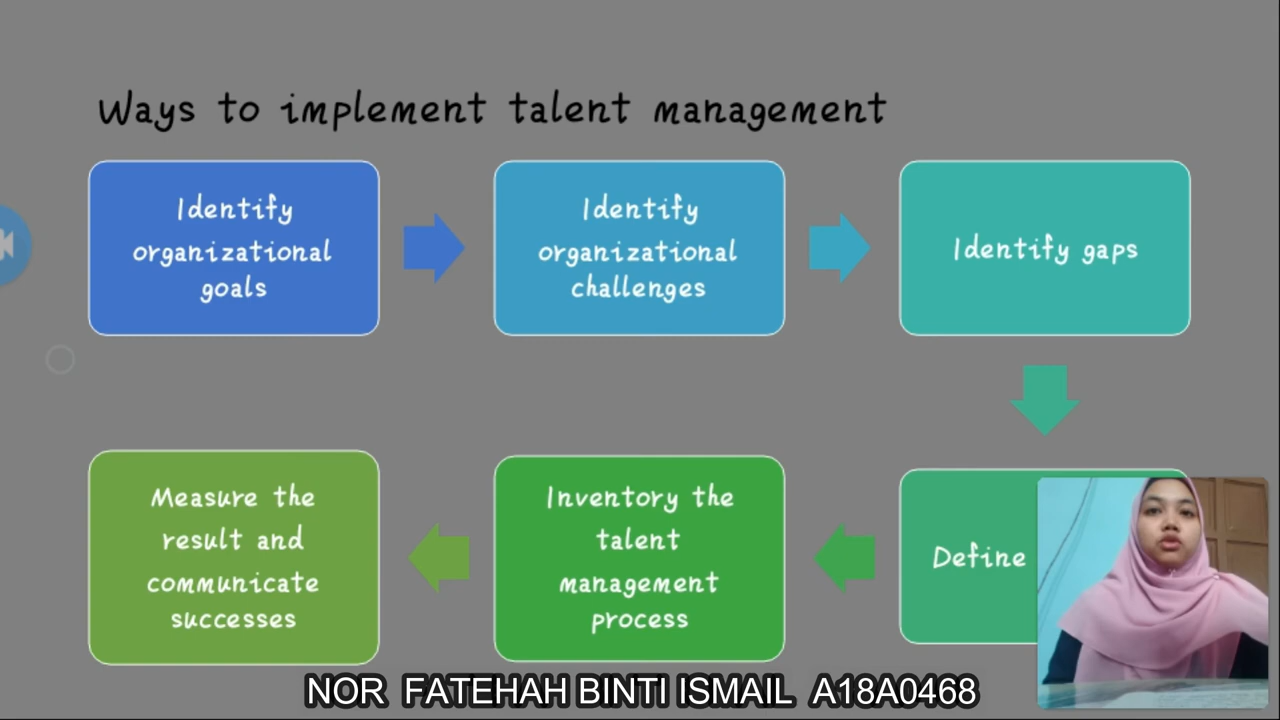 Ways to implement talent management
Identify
organizational
goals
Identify
organizational
challenges
Identify gaps
Define
Inventory the
talent
management
process
Measure the
result and
communicate
successes
NOR FATEHAH BINTI ISMAIL A18A0468